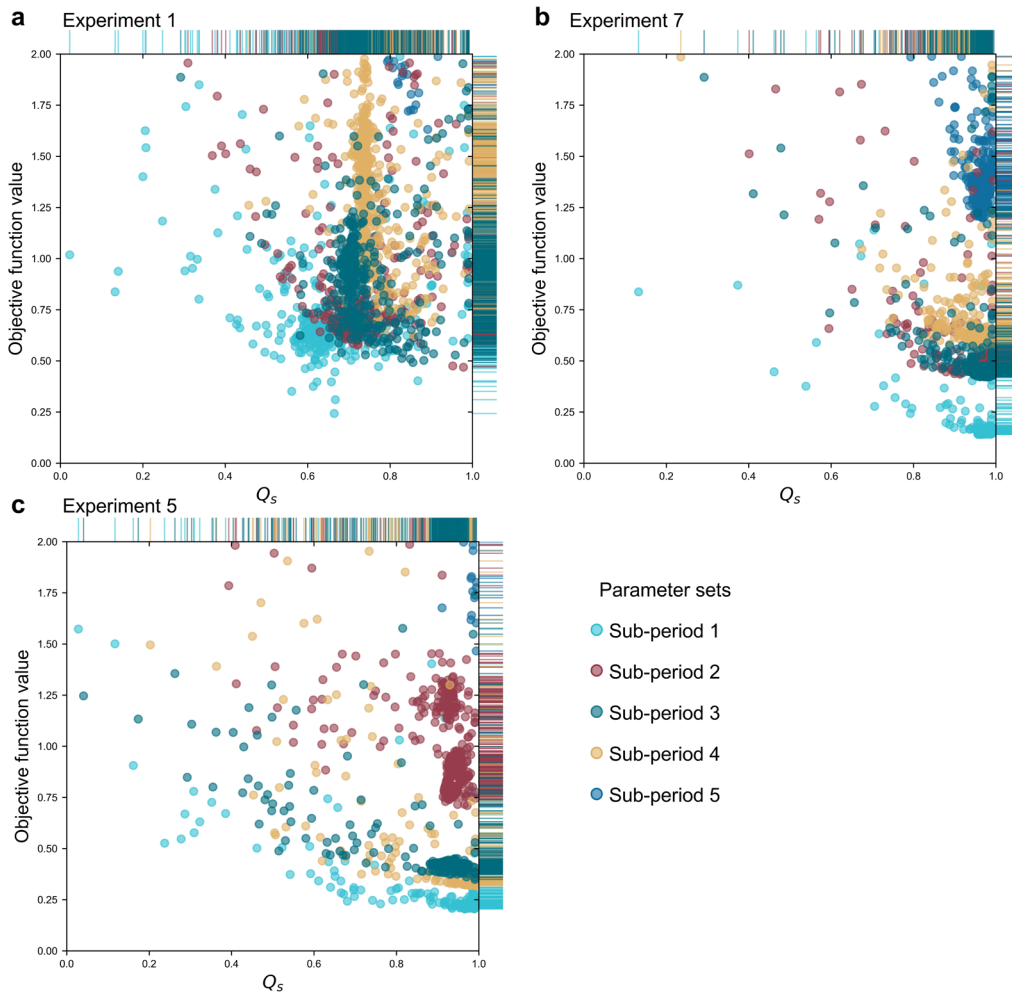 a Experiment 1
2.00
1.75
1.50
1.25
1.00
0.75
0.50
0.25
0.00
Objective function value
0.0 0.2 0.4 0.6 0.8 1.0
Qs
b Experiment 7
2.00
1.75
1.50
1.25
1.00
0.75
0.50
0.25
0.00
Objective function value
0.0 0.2 0.4 0.6 0.8 1.0
Qs
c Experiment 5
2.00
1.75
1.50
1.25
1.00
0.75
0.50
0.25
0.00
Objective function value
0.0 0.2 0.4 0.6 0.8 1.0
Qs
Parameter sets
Sub-period 1
Sub-period 2
Sub-period 3
Sub-period 4
Sub-period 5